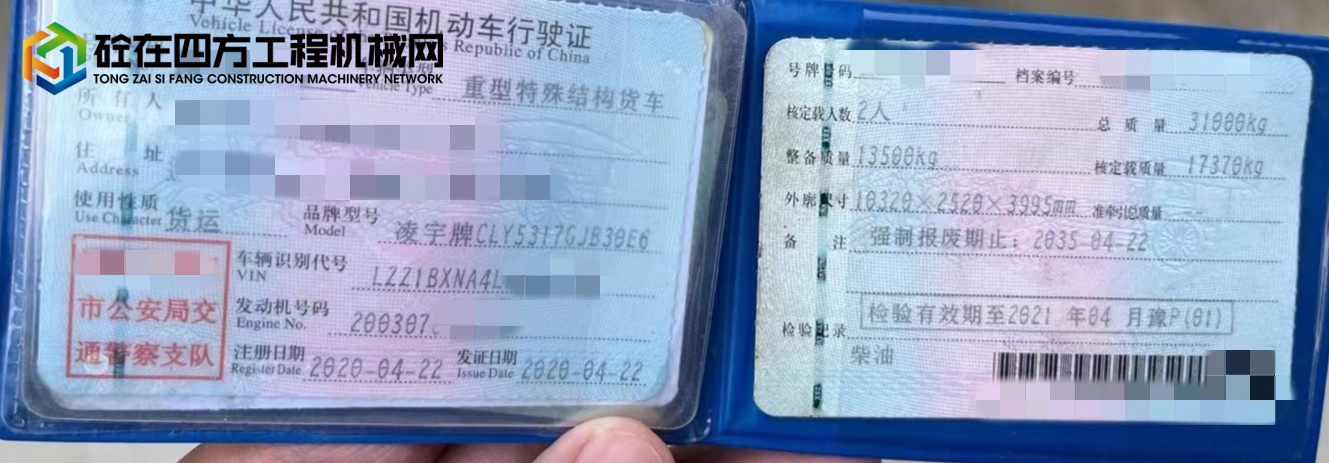 中华人民共和国机动车行驶证
Vehicle License of the People's Republic of China
砼在四方工程机械网
TONG ZAI SI FANG CONSTRUCTION MACHINERY NETWORK
Vehicle Type 重型特殊结构货车
所有人
Owner
住址
Address
使用性质
Use Character 货运
品牌型号
Model 凌宇牌CLY5317GJB30E6
市公安局交
通警察支队
车辆识别代号
VIN LZZ1BXNA4L
发动机号码
Engine No. 200307
注册日期
Register Date 2020-04-22
发证日期
Issue Date 2020-04-22
号牌号码 档案编号
核定载人数 2人 总质量 31000kg
整备质量 13500kg 核定载质量 17370kg
外廓尺寸 10320×2520×3995mm 准牵引总质量 --
备注 强制报废期止：2035-04-22
检验记录 检验有效期至2021 年04 月豫P(01)
柴油